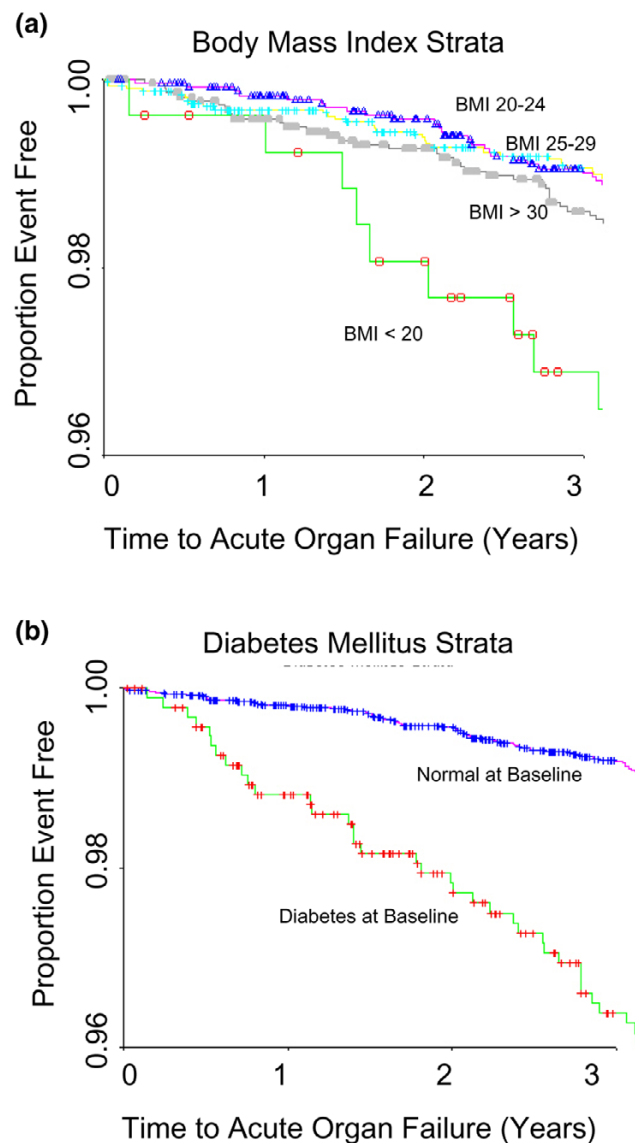 (a)
Body Mass Index Strata
Proportion Event Free
1.00
0.98
0.96
BMI 20-24
BMI 25-29
BMI > 30
BMI < 20
0 1 2 3
Time to Acute Organ Failure (Years)
(b)
Diabetes Mellitus Strata
Diabetes Mellitus Strata
Proportion Event Free
1.00
0.98
0.96
Normal at Baseline
Diabetes at Baseline
0 1 2 3
Time to Acute Organ Failure (Years)